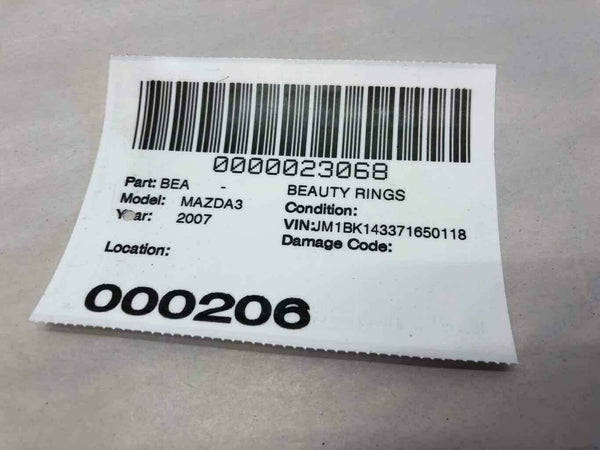 0000023068
Part: BEA - BEAUTY RINGS
Model: MAZDA3 Condition:
Year: 2007 VIN:JM1BK143371650118
Location: Damage Code:
000206